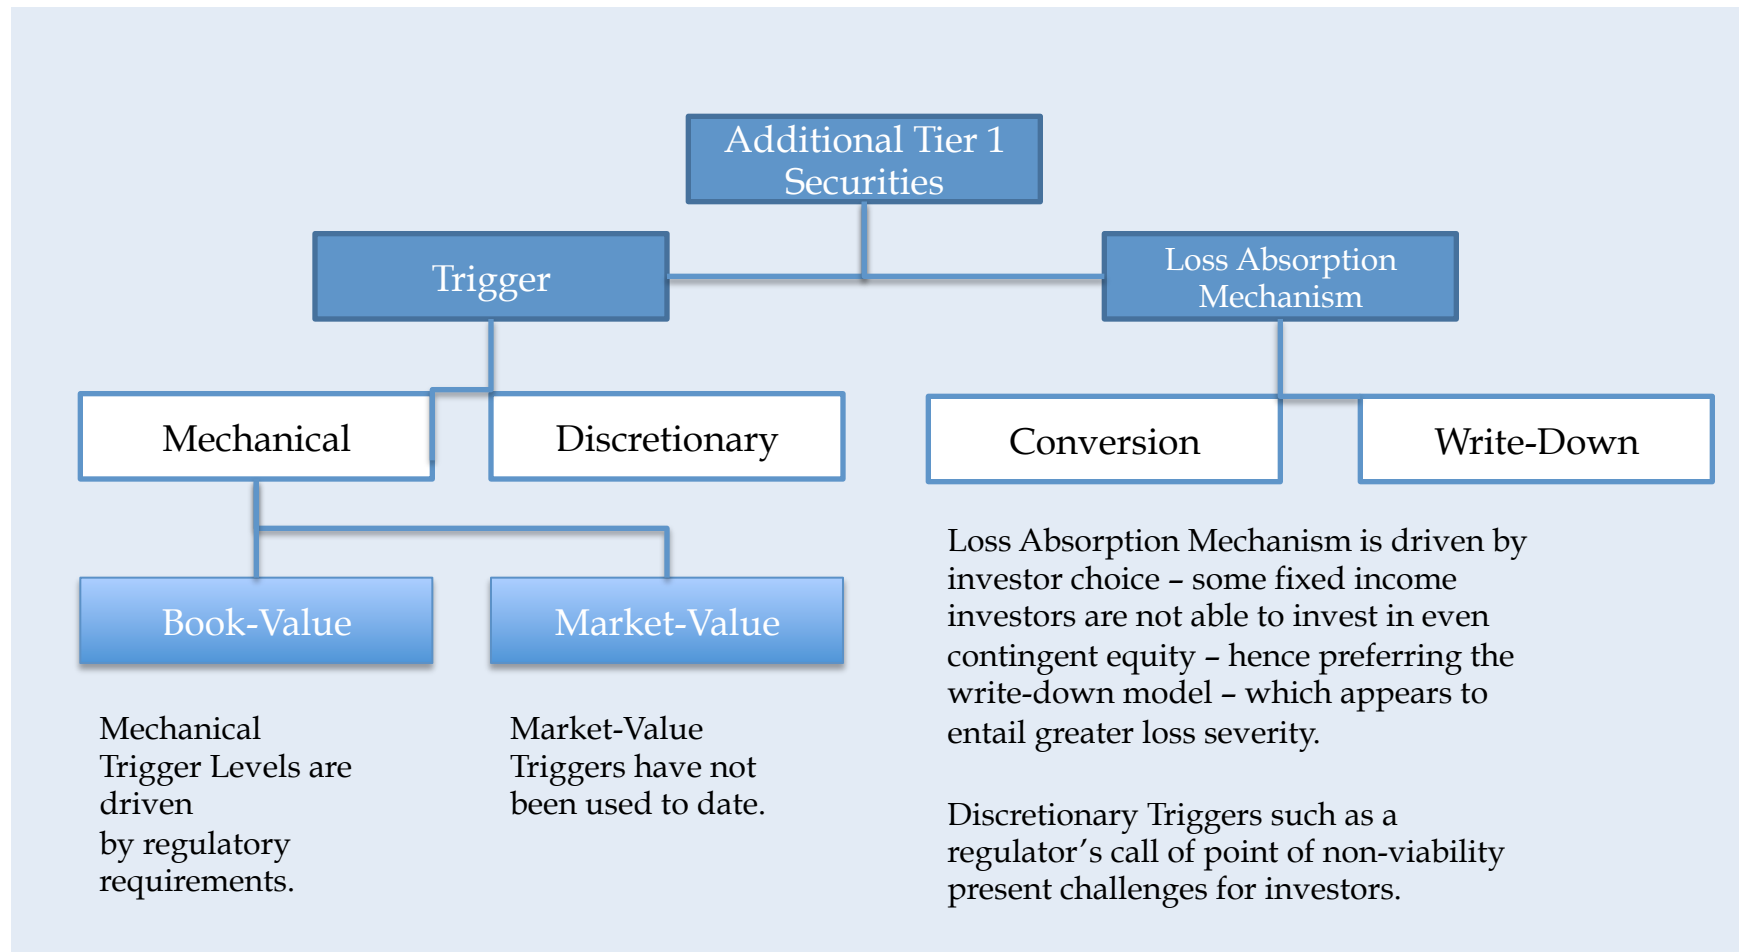 Additional Tier 1
Securities
Trigger
Loss Absorption
Mechanism
Mechanical
Discretionary
Conversion
Write-Down
Book-Value
Market-Value
Mechanical
Trigger Levels are
driven
by regulatory
requirements.
Market-Value
Triggers have not
been used to date.
Loss Absorption Mechanism is driven by
investor choice – some fixed income
investors are not able to invest in even
contingent equity – hence preferring the
write-down model – which appears to
entail greater loss severity.
Discretionary Triggers such as a
regulator’s call of point of non-viability
present challenges for investors.